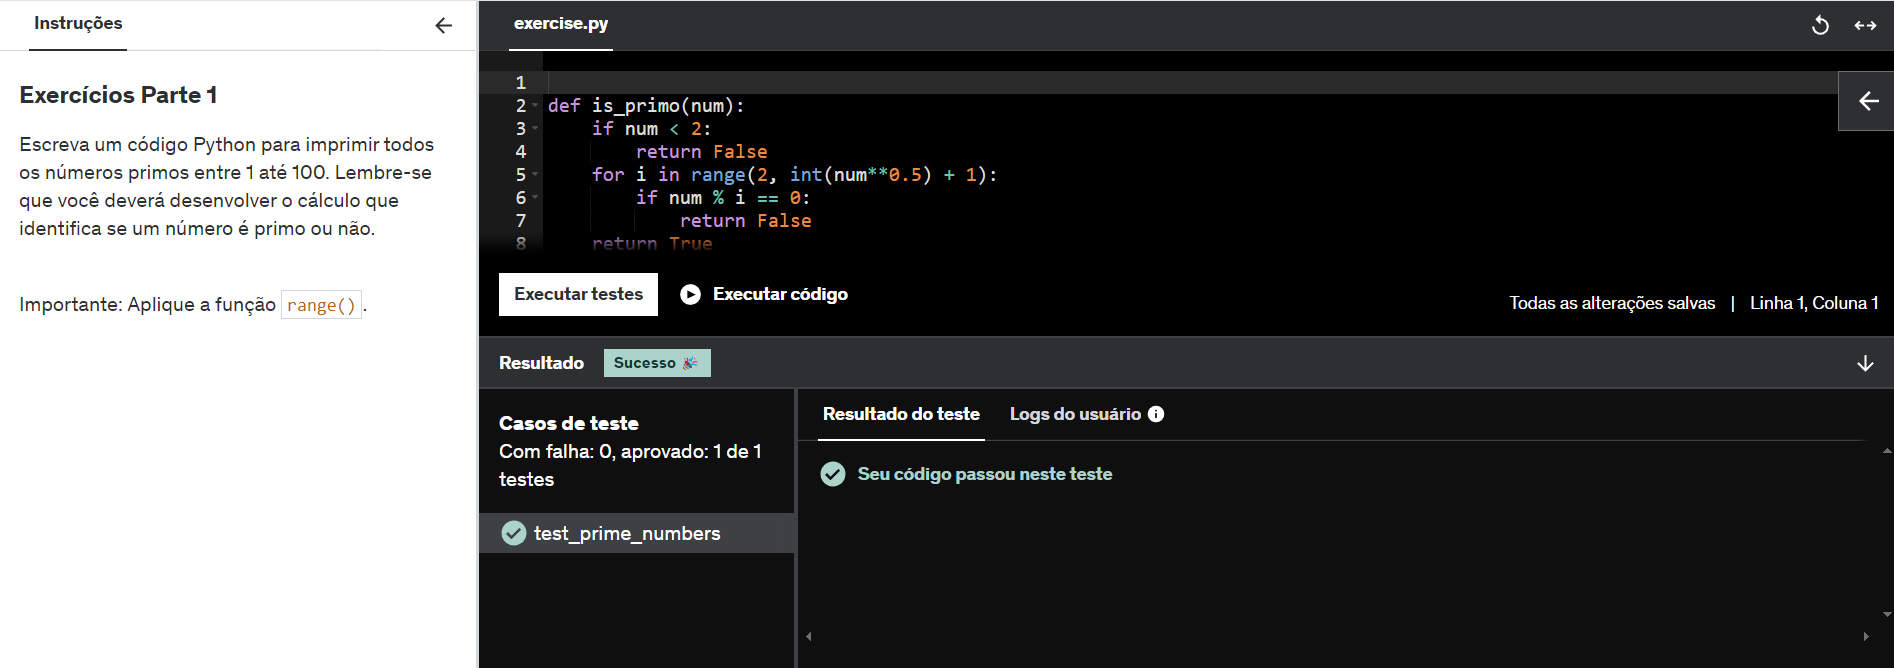 Instruções
Exercícios Parte 1
Escreva um código Python para imprimir todos
os números primos entre 1 até 100. Lembre-se
que você deverá desenvolver o cálculo que
identifica se um número é primo ou não.
Importante: Aplique a função range().
exercise.py
1
2 def is_primo(num):
3     if num < 2:
4         return False
5     for i in range(2, int(num**0.5) + 1):
6         if num % i == 0:
7             return False
8     return True
Executar testes
Executar código
Todas as alterações salvas | Linha 1, Coluna 1
Resultado
Sucesso 🎉
Casos de teste
Com falha: 0, aprovado: 1 de 1
testes
test_prime_numbers
Resultado do teste
Logs do usuário
Seu código passou neste teste